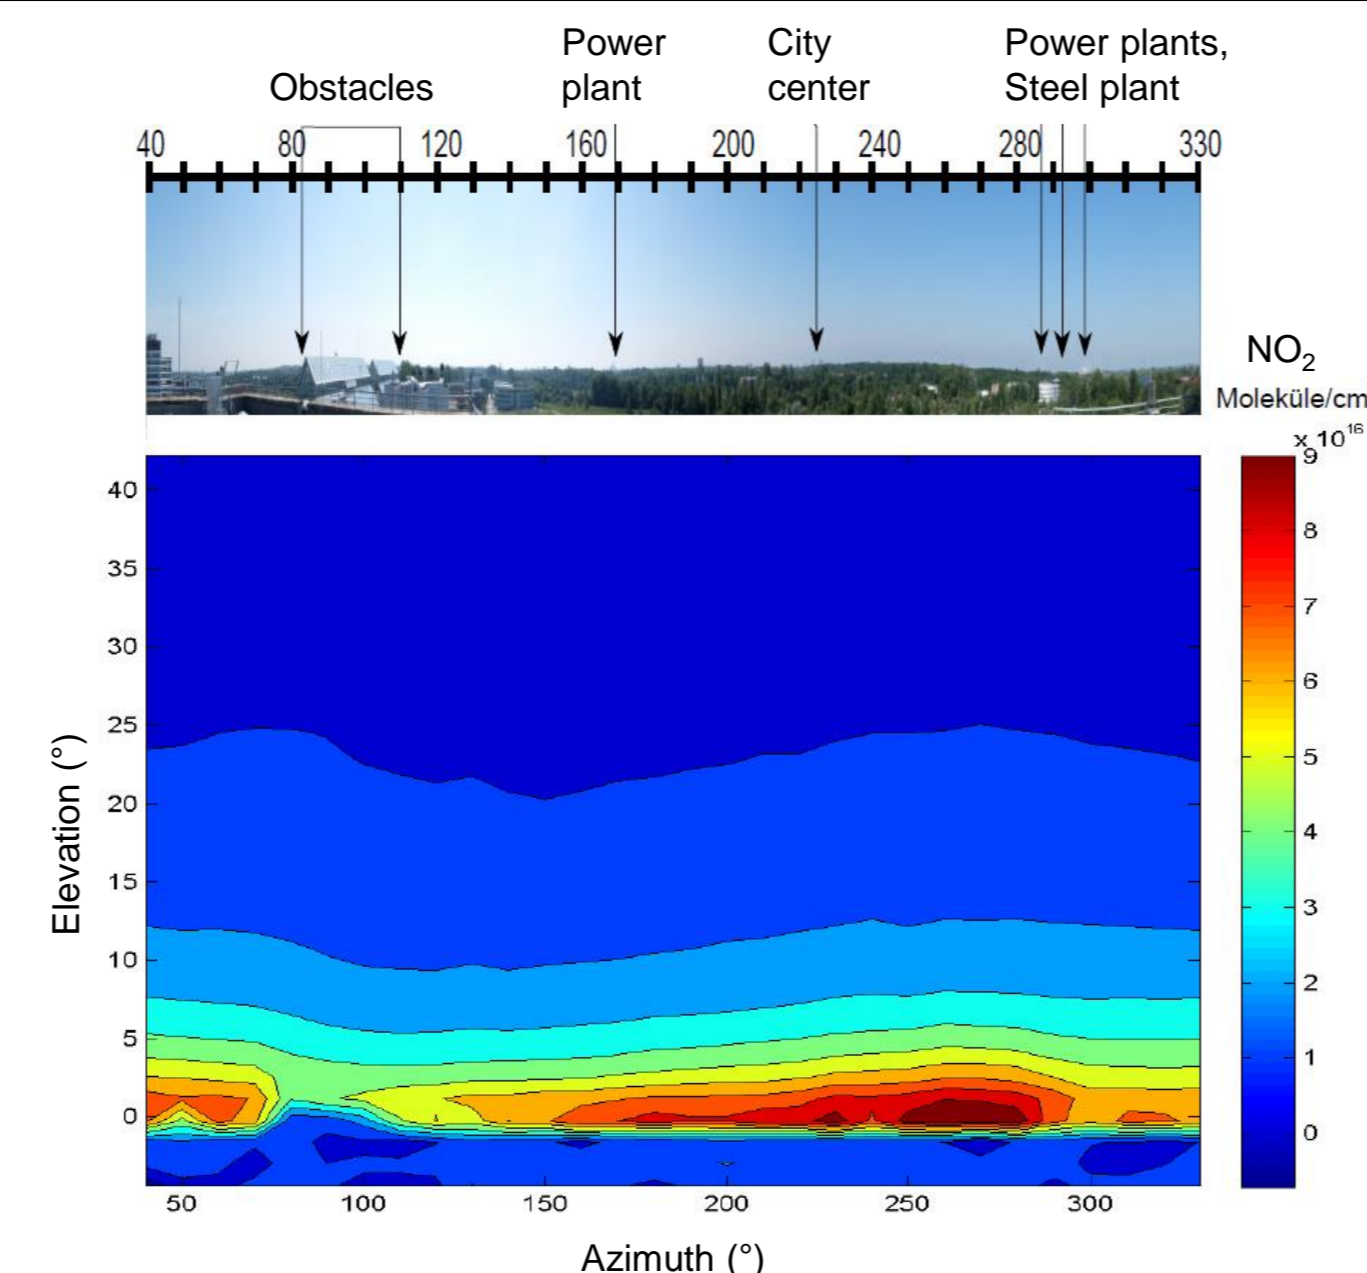 Power
plant
City
center
Power plants,
Steel plant
Obstacles
40 80 120 160 200 240 280 330
NO₂
Moleküle/cm
x 10¹⁶
9
8
7
6
5
4
3
2
1
0
40
35
30
25
20
15
10
5
0
Elevation (°)
50 100 150 200 250 300
Azimuth (°)